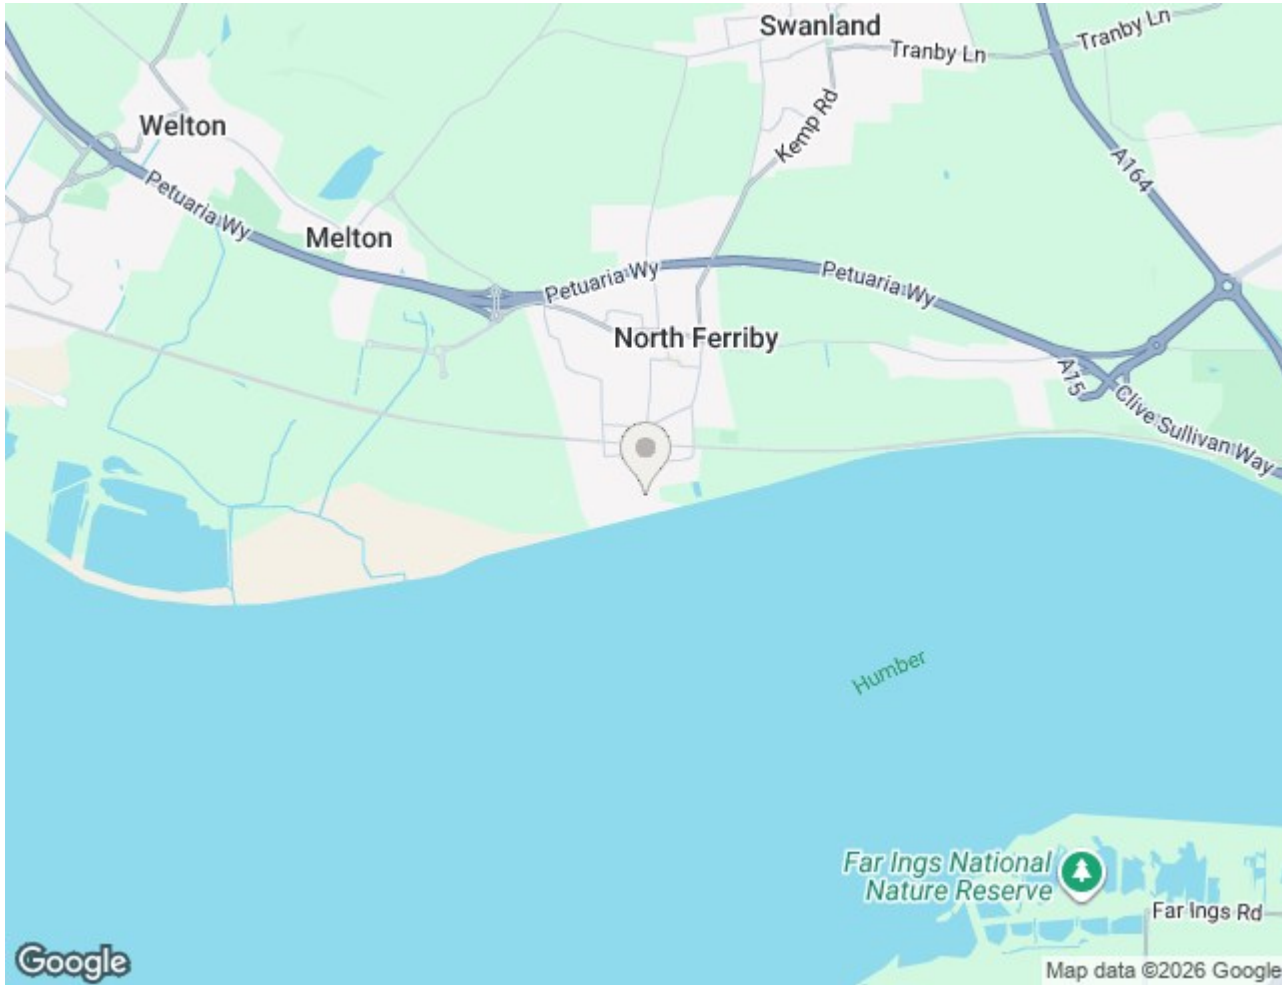 Swanland
Tranby Ln
Tranby Ln
Kemp Rd
Welton
A164
Petuaria Wy
Melton
Petuaria Wy
Petuaria Wy
North Ferriby
A15
Clive Sullivan Way
Humber
Far Ings National
Nature Reserve
Far Ings Rd
Google
Map data ©2026 Google